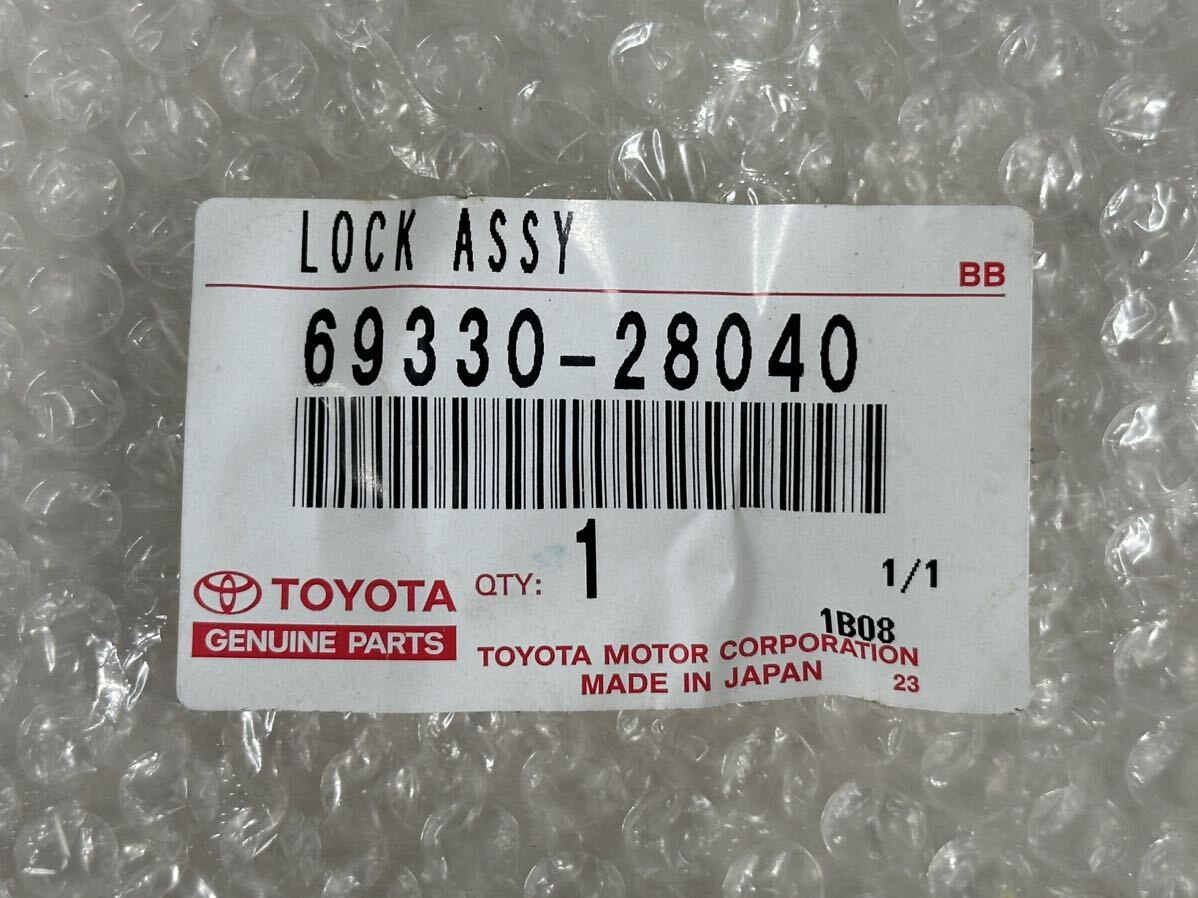 LOCK ASSY
BB
69330-28040
1
QTY:
1/1
TOYOTA
GENUINE PARTS
1B08
TOYOTA MOTOR CORPORATION
MADE IN JAPAN 23